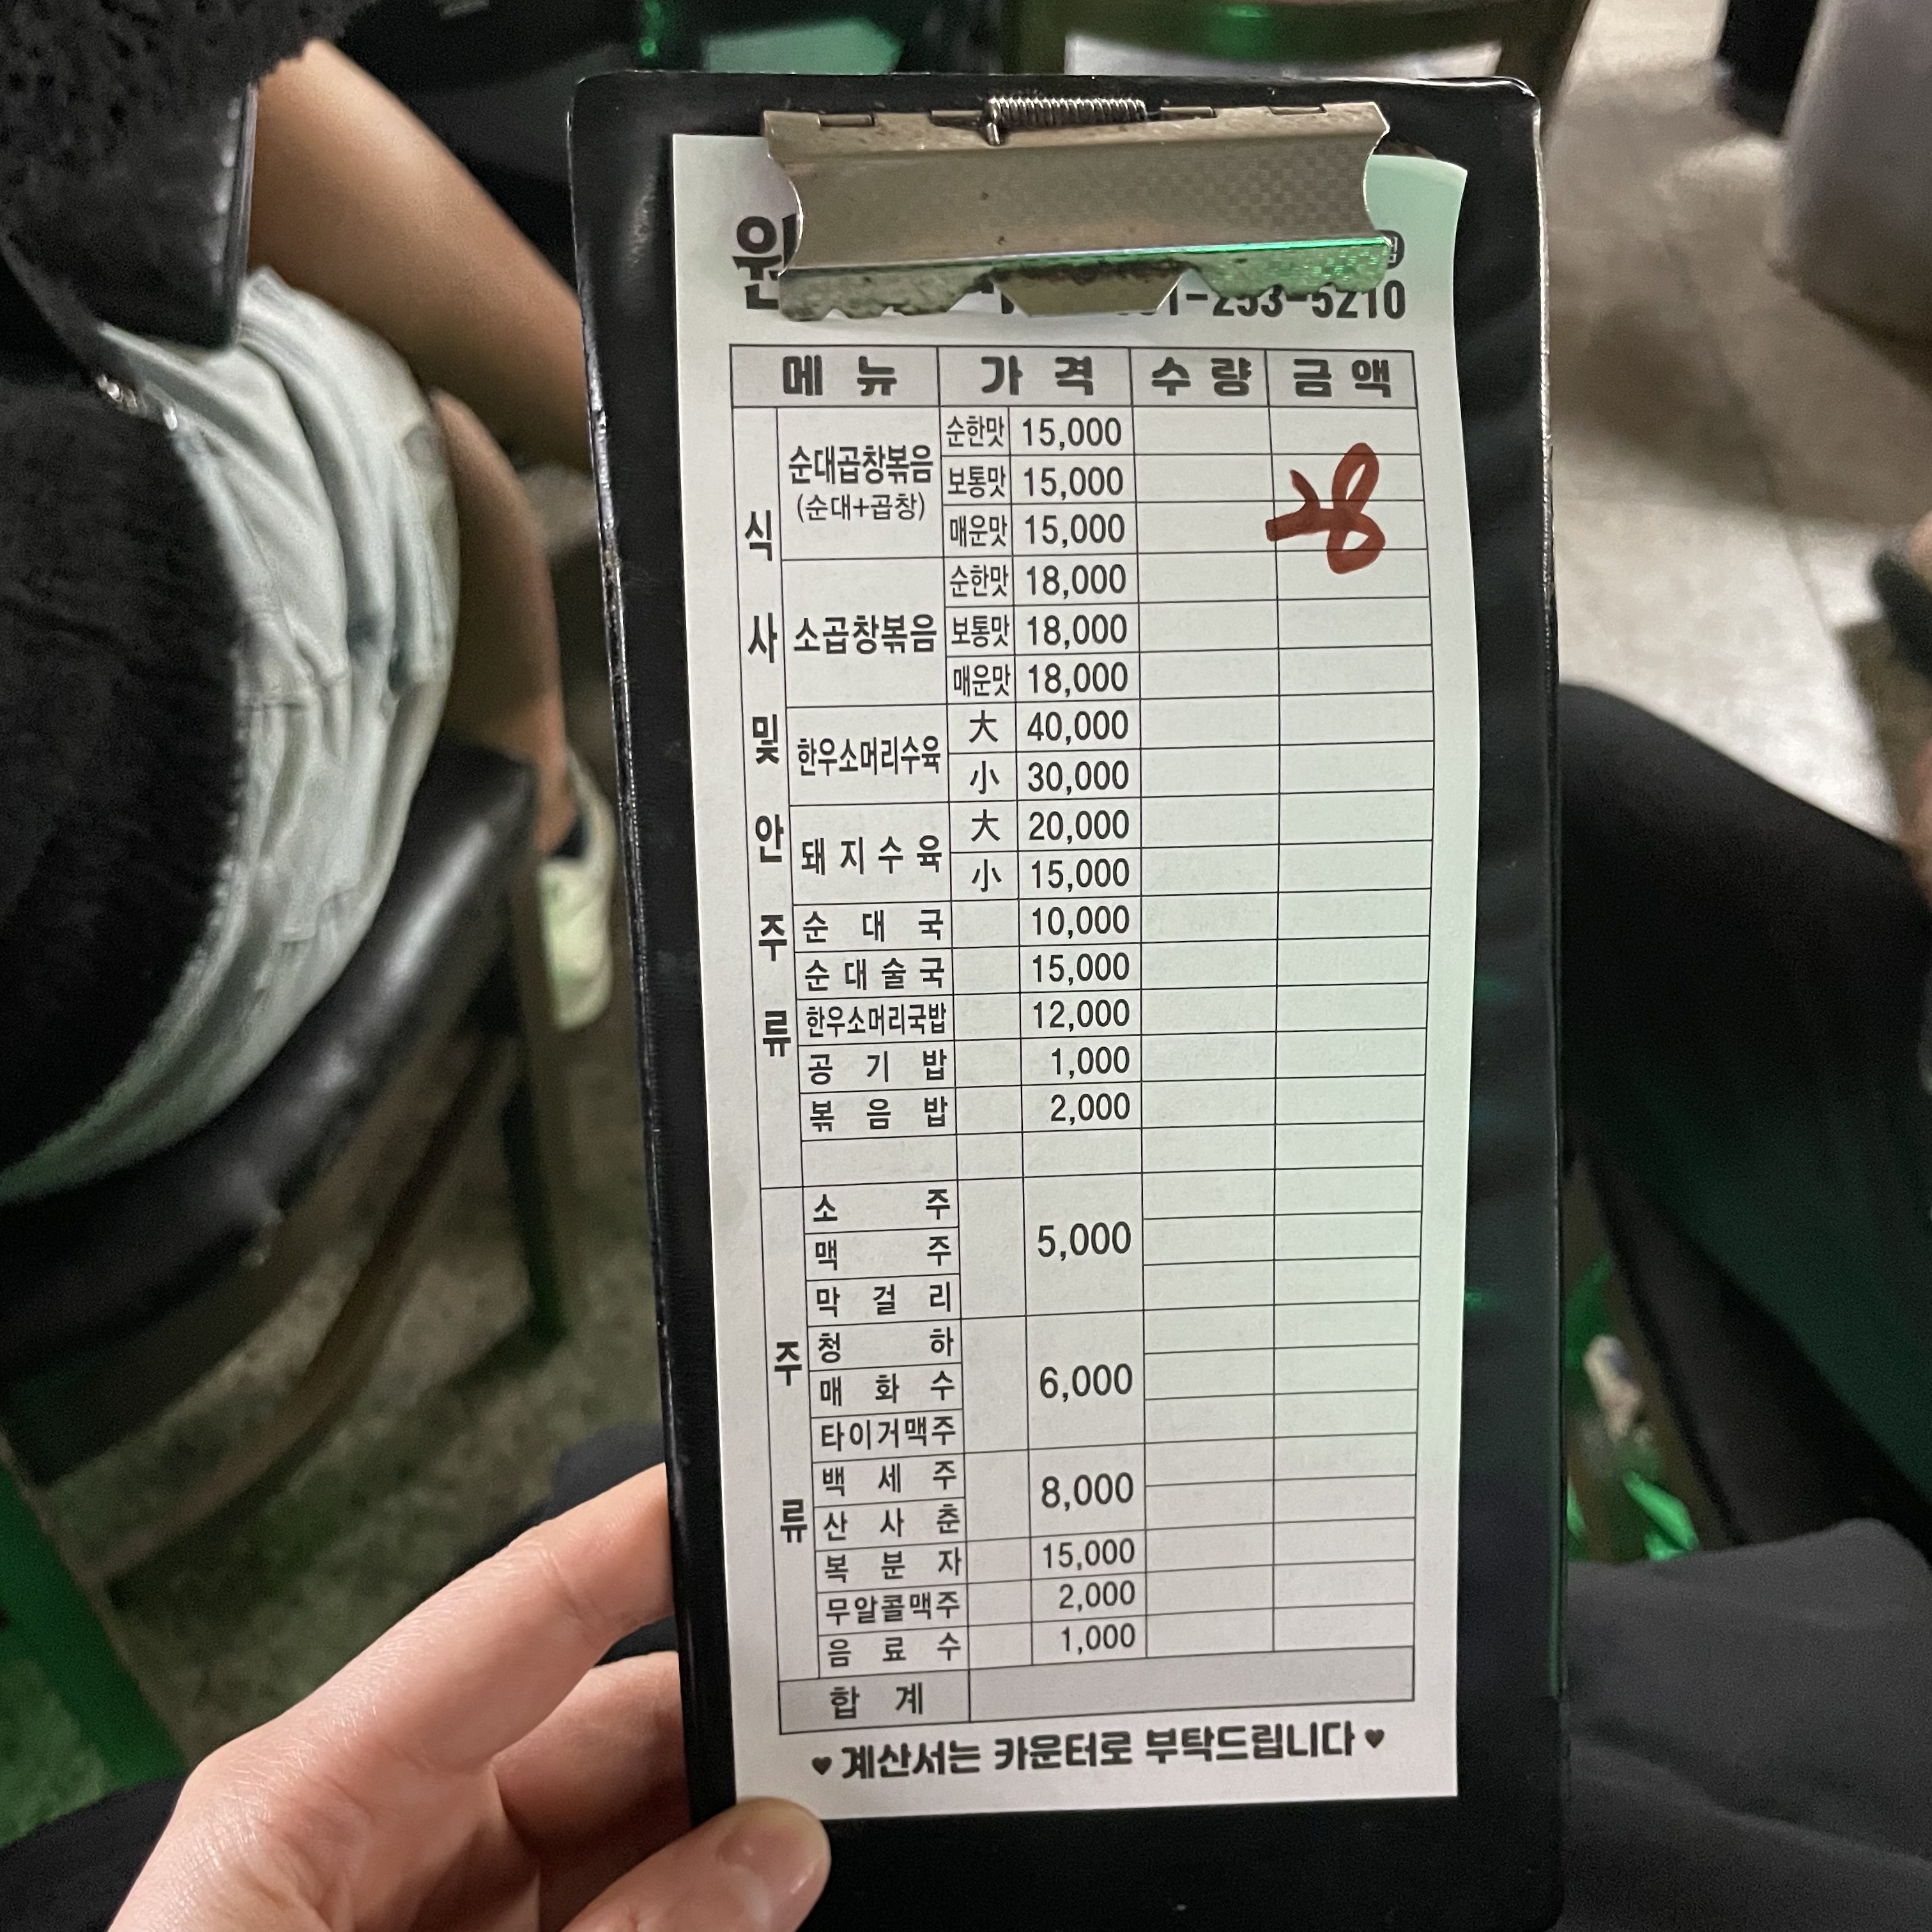 253-5210
메뉴 가격 수량 금액
식사 및 안주류
순대곱창볶음 (순대+곱창) 순한맛 15,000
보통맛 15,000
매운맛 15,000
28
소곱창볶음 순한맛 18,000
보통맛 18,000
매운맛 18,000
한우소머리수육 大 40,000
小 30,000
돼지수육 大 20,000
小 15,000
순대국 10,000
순대술국 15,000
한우소머리국밥 12,000
공기밥 1,000
볶음밥 2,000
주류
소주 5,000
맥주
막걸리
청하 6,000
매화수
타이거맥주
백세주 8,000
산사춘
복분자 15,000
무알콜맥주 2,000
음료수 1,000
합계
♥ 계산서는 카운터로 부탁드립니다 ♥